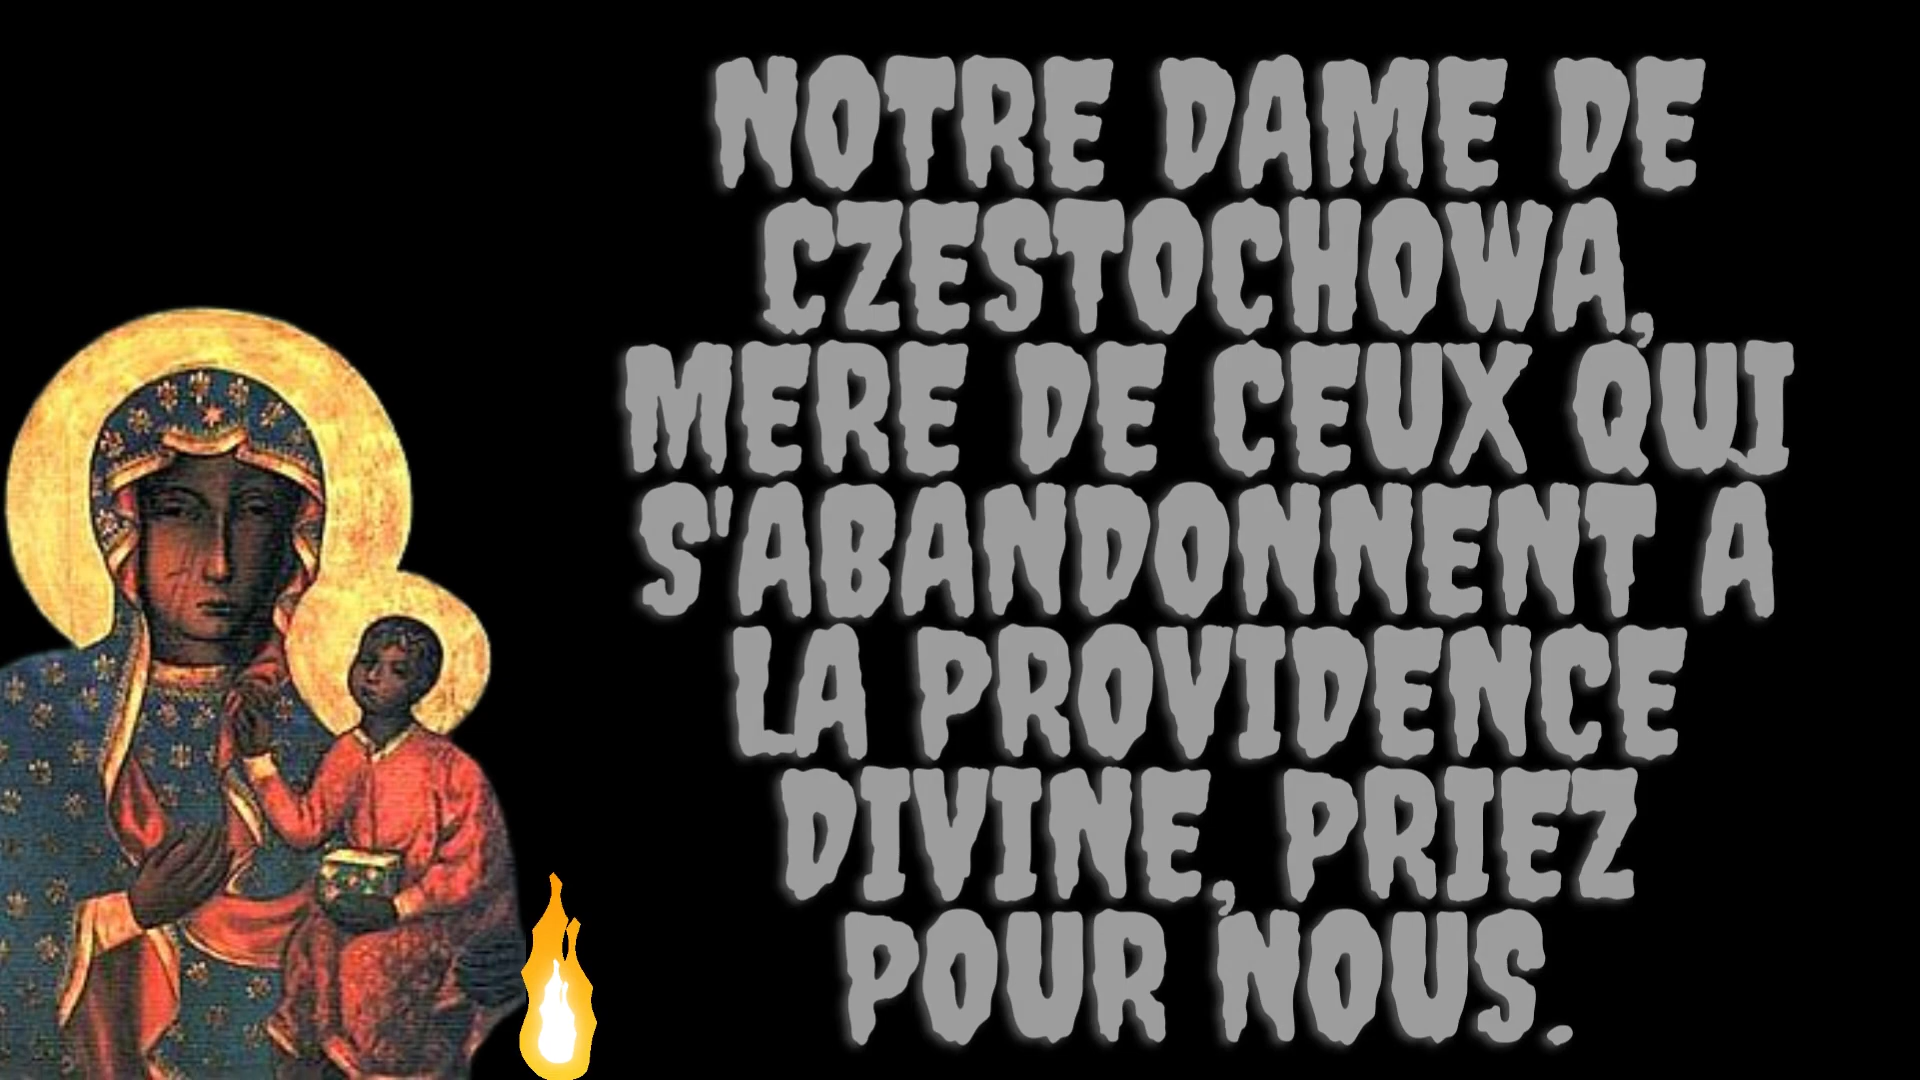 NOTRE DAME DE
CZESTOCHOWA,
MERE DE CEUX QUI
S'ABANDONNENT A
LA PROVIDENCE
DIVINE, PRIEZ
POUR NOUS.